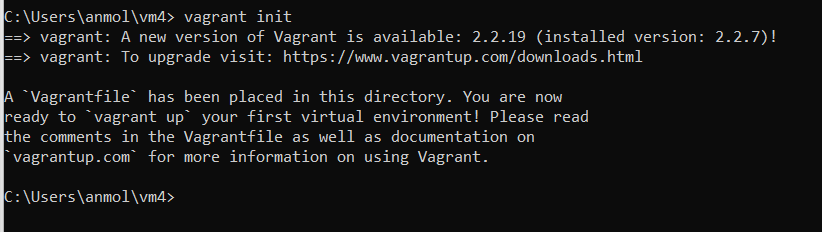 C:\Users\anmol\vm4> vagrant init
==> vagrant: A new version of Vagrant is available: 2.2.19 (installed version: 2.2.7)!
==> vagrant: To upgrade visit: https://www.vagrantup.com/downloads.html
A `Vagrantfile` has been placed in this directory. You are now
ready to `vagrant up` your first virtual environment! Please read
the comments in the Vagrantfile as well as documentation on
`vagrantup.com` for more information on using Vagrant.
C:\Users\anmol\vm4>